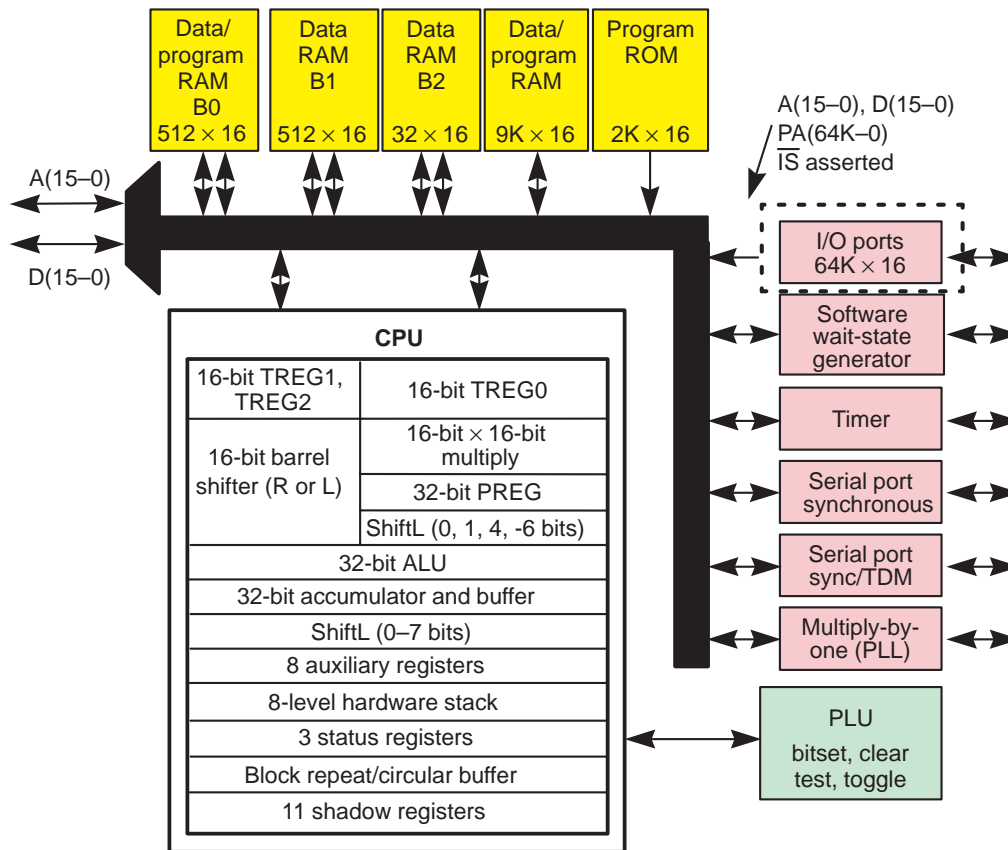 Data/
program
RAM
B0
512 × 16
Data
RAM
B1
512 × 16
Data
RAM
B2
32 × 16
Data/
program
RAM
9K × 16
Program
ROM
2K × 16
A(15–0), D(15–0)
PA(64K–0)
I̅S̅ asserted
A(15–0)
D(15–0)
I/O ports
64K × 16
Software
wait-state
generator
Timer
Serial port
synchronous
Serial port
sync/TDM
Multiply-by-
one (PLL)
CPU
16-bit TREG1,
TREG2
16-bit TREG0
16-bit barrel
shifter (R or L)
16-bit × 16-bit
multiply
32-bit PREG
ShiftL (0, 1, 4, -6 bits)
32-bit ALU
32-bit accumulator and buffer
ShiftL (0–7 bits)
8 auxiliary registers
8-level hardware stack
3 status registers
Block repeat/circular buffer
11 shadow registers
PLU
bitset, clear
test, toggle